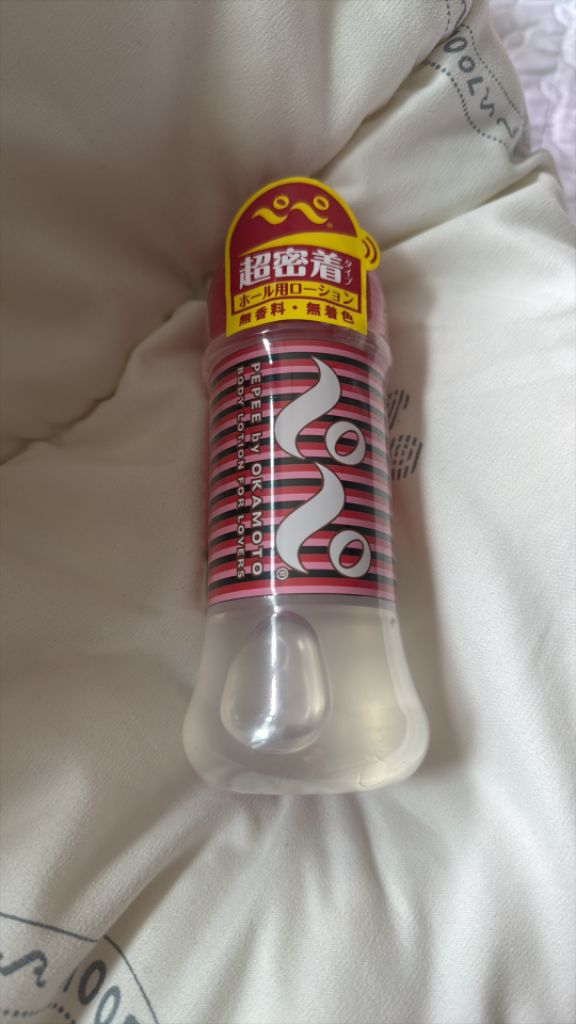 超密着タイプ
ホール用ローション
無香料・無着色
PEPEE by OKAMOTO
BODY LOTION FOR LOVERS
®